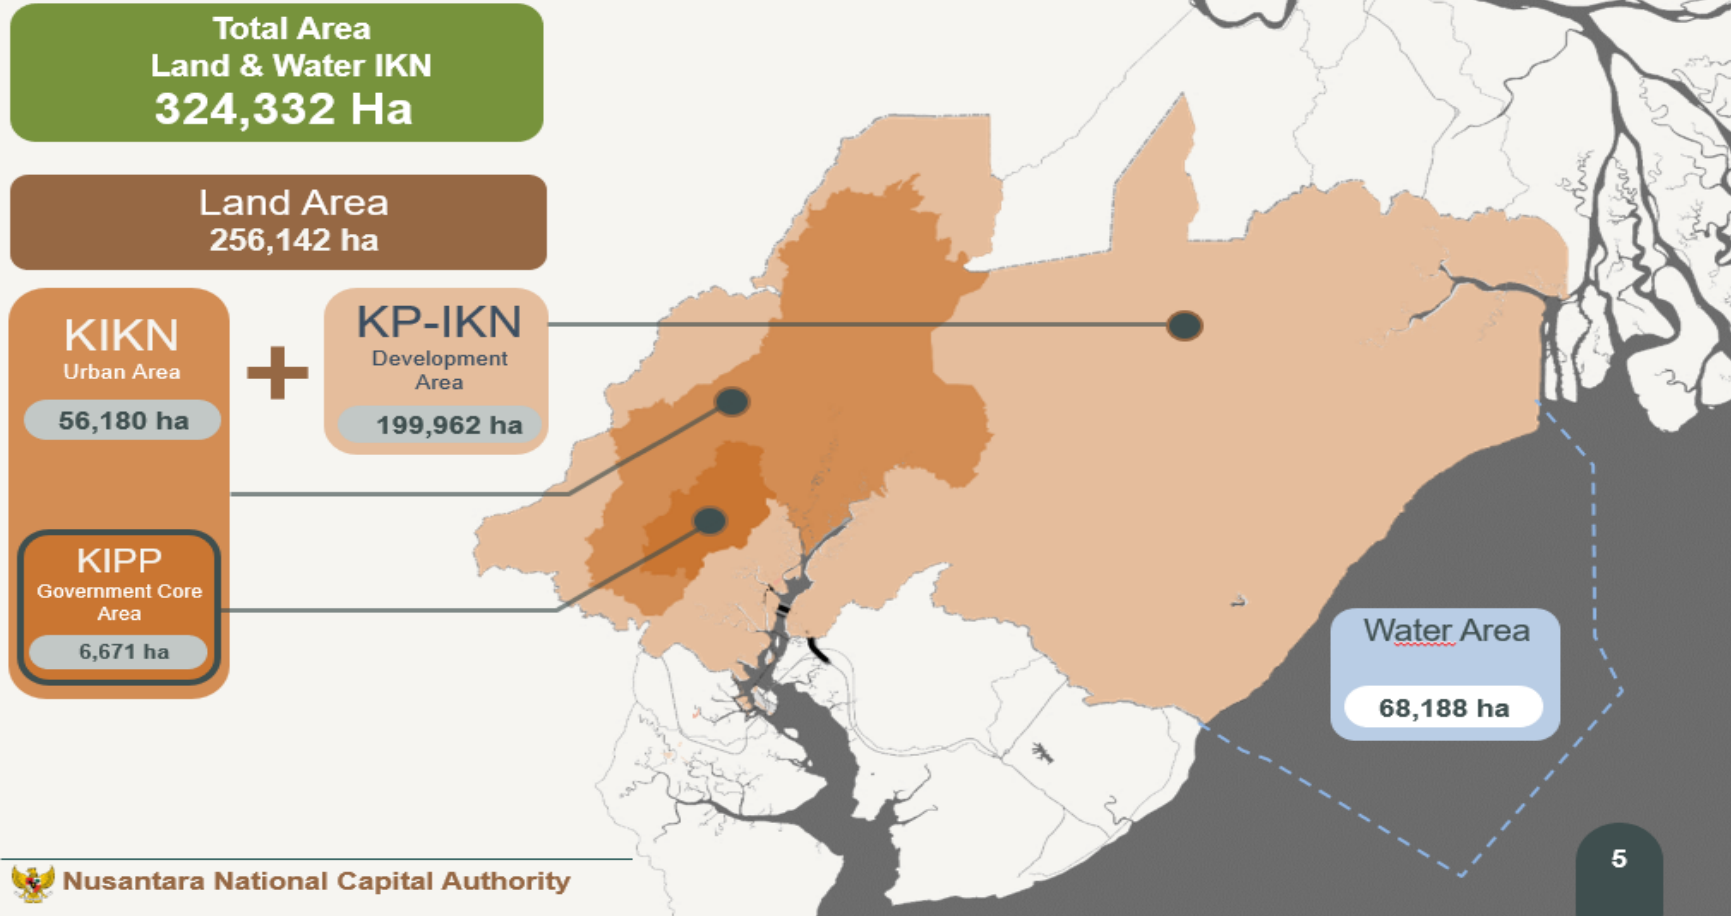 Total Area
Land & Water IKN
324,332 Ha
Land Area
256,142 ha
KIKN
Urban Area
56,180 ha
+
KP-IKN
Development
Area
199,962 ha
KIPP
Government Core
Area
6,671 ha
Water Area
68,188 ha
Nusantara National Capital Authority
5